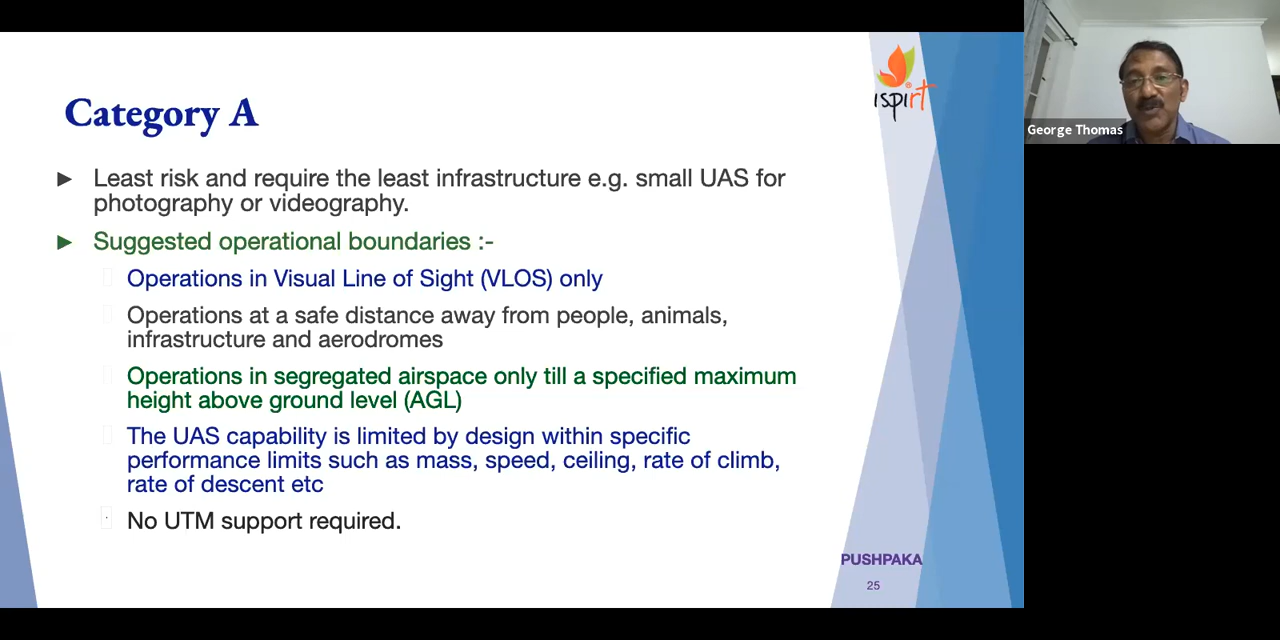 Category A
► Least risk and require the least infrastructure e.g. small UAS for
photography or videography.
► Suggested operational boundaries :-
Operations in Visual Line of Sight (VLOS) only
Operations at a safe distance away from people, animals,
infrastructure and aerodromes
Operations in segregated airspace only till a specified maximum
height above ground level (AGL)
The UAS capability is limited by design within specific
performance limits such as mass, speed, ceiling, rate of climb,
rate of descent etc
No UTM support required.
PUSHPAKA
25
ispirt
George Thomas